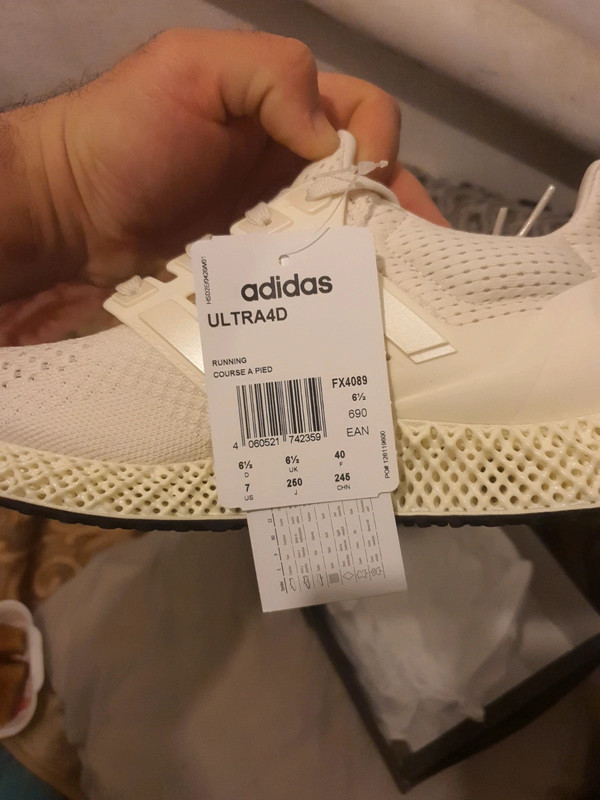 adidas
ULTRA4D
RUNNING
COURSE A PIED
FX4089
6½
690
EAN
4 060521 742359
6½ 6½ 40
D UK F
7 250 245
US J CHN